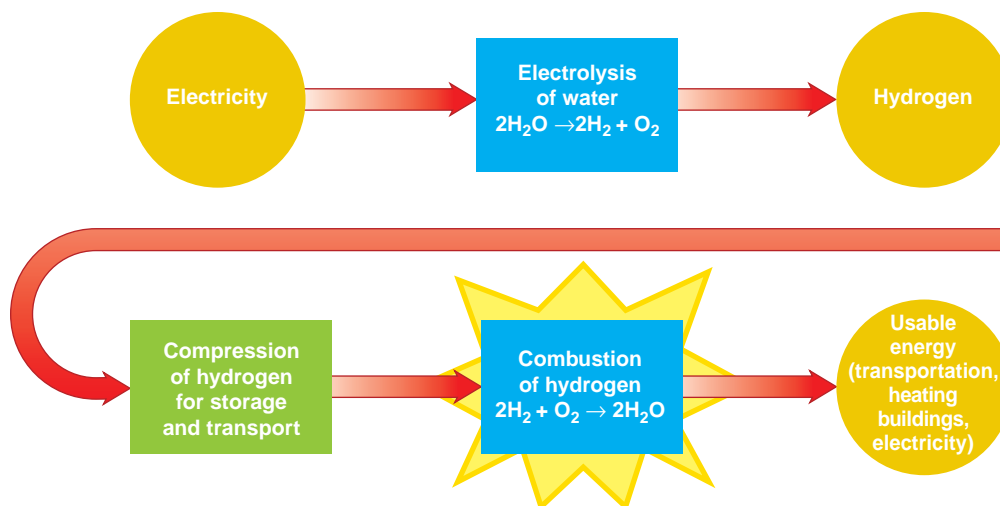 Electricity
Electrolysis
of water
2H₂O →2H₂ + O₂
Hydrogen
Compression
of hydrogen
for storage
and transport
Combustion
of hydrogen
2H₂ + O₂ → 2H₂O
Usable
energy
(transportation,
heating
buildings,
electricity)